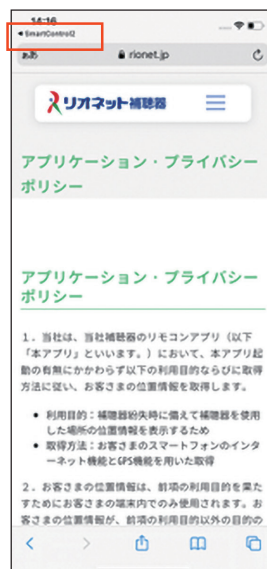 14:16
◀ SmartControl2
ああ
rionet.jp
リオネット補聴器
アプリケーション・プライバシー
ポリシー
アプリケーション・プライバシー
ポリシー
1．当社は、当社補聴器のリモコンアプリ（以下
「本アプリ」といいます。）において、本アプリ起
動の有無にかかわらず以下の利用目的ならびに取得
方法に従い、お客さまの位置情報を取得します。
● 利用目的：補聴器紛失時に備えて補聴器を使用
した場所の位置情報を表示するため
● 取得方法：お客さまのスマートフォンのインタ
ーネット機能とGPS機能を用いた取得
2．お客さまの位置情報は、前項の利用目的を果た
すためにお客さまの端末内でのみ使用されます。お
客さまの位置情報が、前項の利用目的以外の目的の